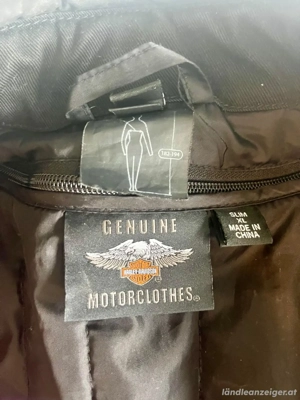 GENUINE
HARLEY-DAVIDSON
MOTORCLOTHES®
SLIM
XL
MADE IN
CHINA
ländleanzeiger.at